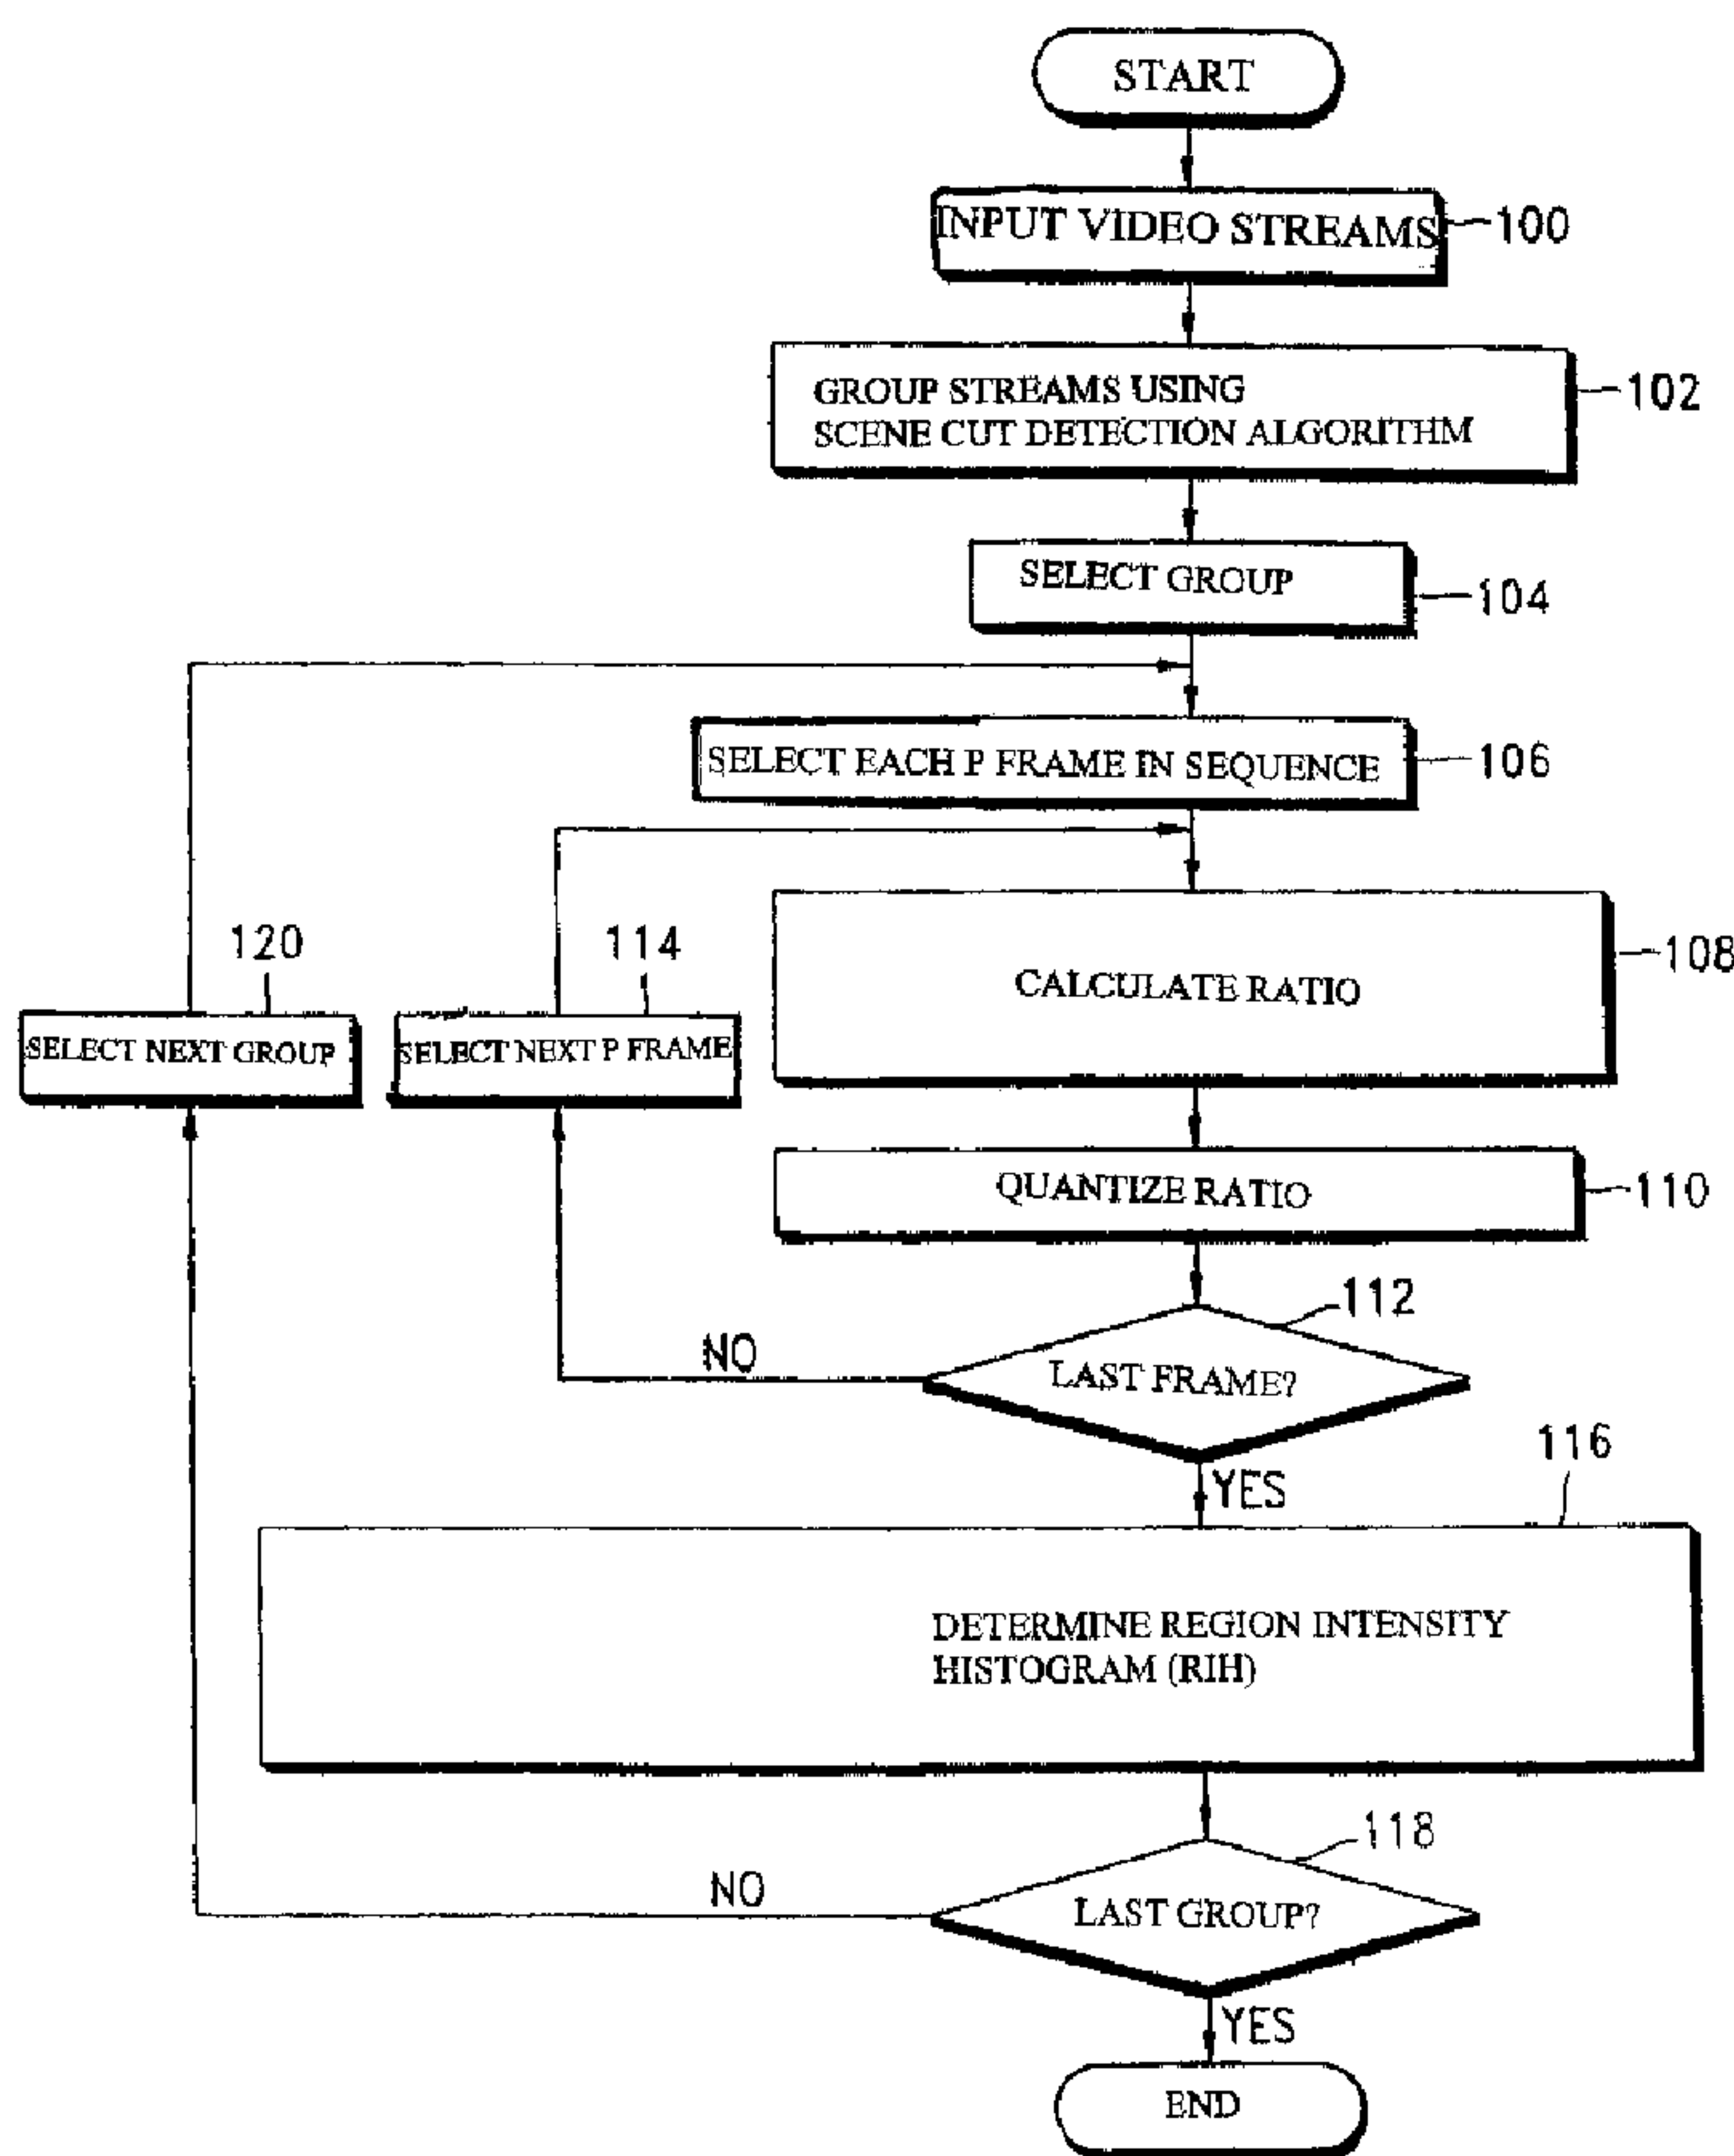 START
INPUT VIDEO STREAMS
100
GROUP STREAMS USING
SCENE CUT DETECTION ALGORITHM
102
SELECT GROUP
104
SELECT EACH P FRAME IN SEQUENCE
106
120
114
108
CALCULATE RATIO
SELECT NEXT GROUP
SELECT NEXT P FRAME
QUANTIZE RATIO
110
112
NO
LAST FRAME?
116
YES
DETERMINE REGION INTENSITY
HISTOGRAM (RIH)
118
NO
LAST GROUP?
YES
END